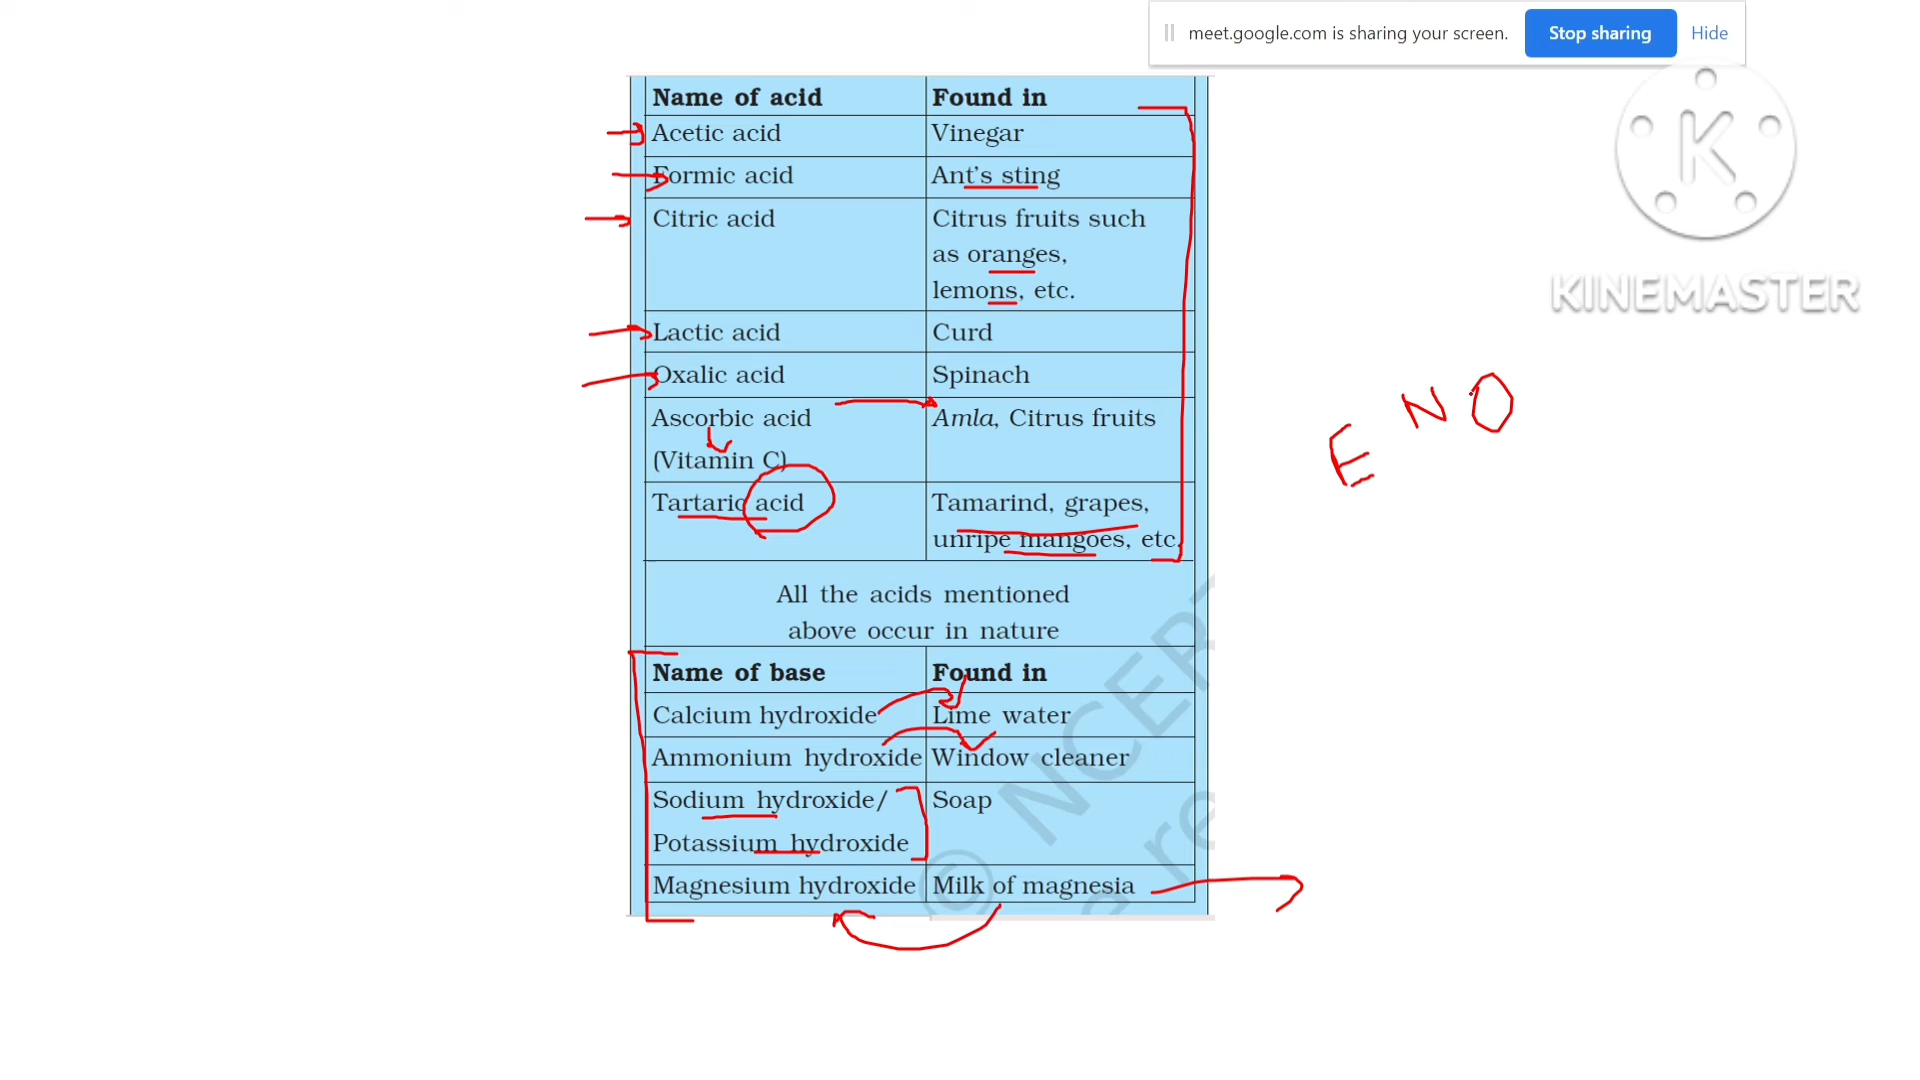 meet.google.com is sharing your screen. Stop sharing Hide
KINEMASTER
Name of acid Found in
Acetic acid Vinegar
Formic acid Ant's sting
Citric acid Citrus fruits such
as oranges,
lemons, etc.
Lactic acid Curd
Oxalic acid Spinach
Ascorbic acid Amla, Citrus fruits
(Vitamin C)
Tartaric acid Tamarind, grapes,
unripe mangoes, etc.
All the acids mentioned
above occur in nature
Name of base Found in
Calcium hydroxide Lime water
Ammonium hydroxide Window cleaner
Sodium hydroxide/ Soap
Potassium hydroxide
Magnesium hydroxide Milk of magnesia
E N O
© NCERT